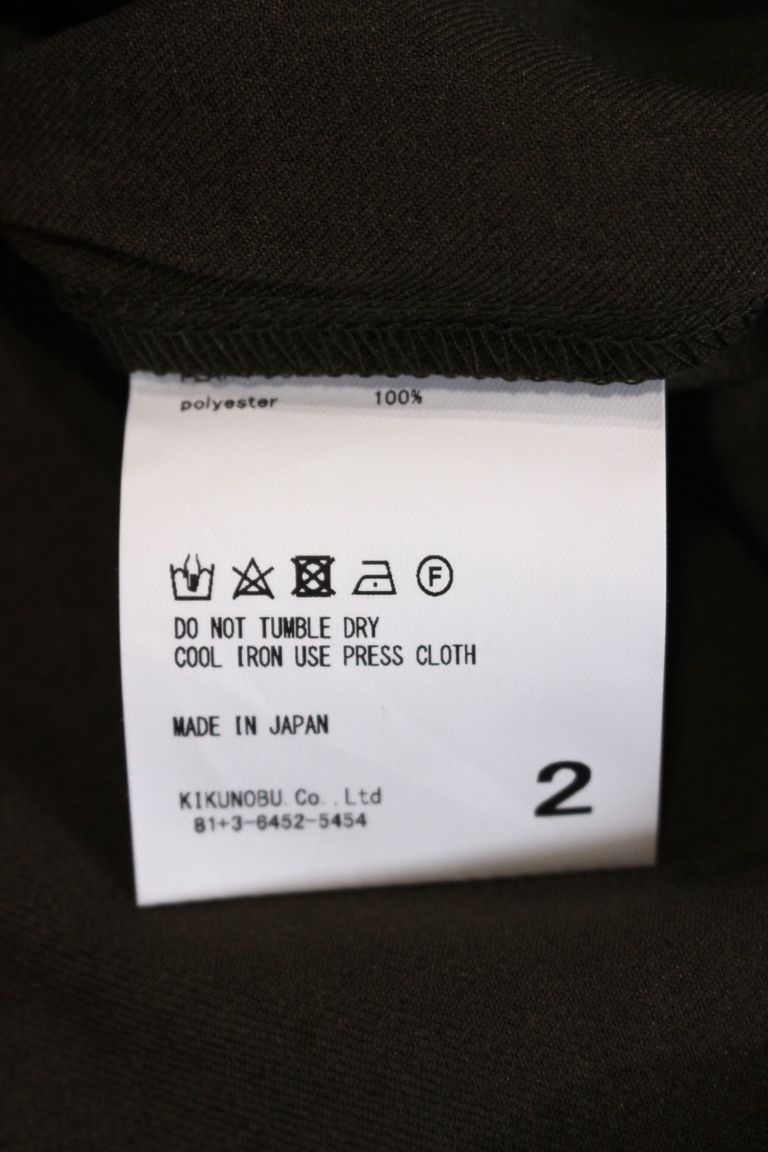 polyester 100%
F
DO NOT TUMBLE DRY
COOL IRON USE PRESS CLOTH
MADE IN JAPAN
2
KIKUNOBU. Co.,Ltd
81+3-6452-5454